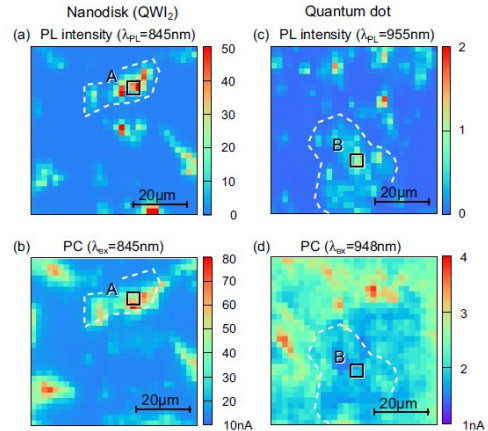 Nanodisk (QWI₂)
(a) PL intensity (λPL=845nm)
50
40
30
20
10
0
A
20μm
Quantum dot
(c) PL intensity (λPL=955nm)
2
1
0
B
20μm
(b) PC (λex=845nm)
80
70
60
50
40
30
20
10nA
A
20μm
(d) PC (λex=948nm)
4
3
2
1nA
B
20μm